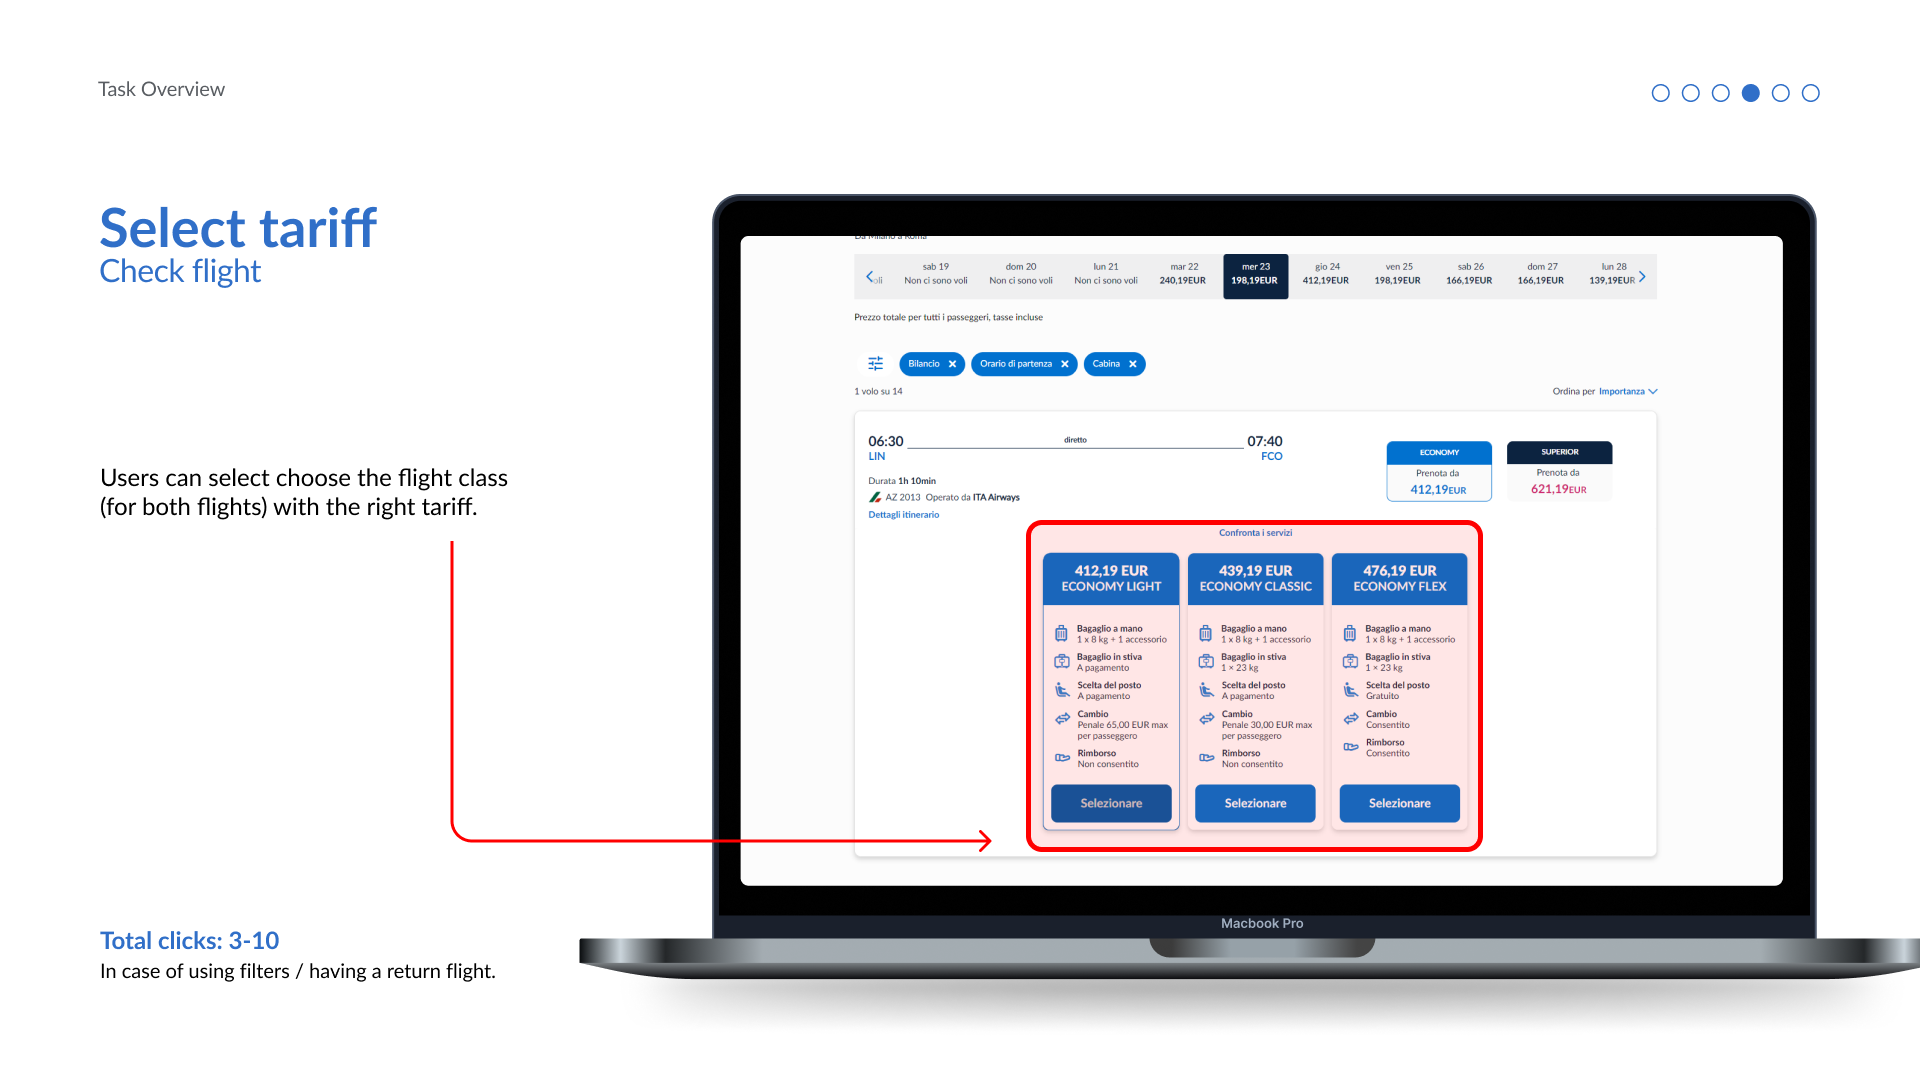 Task Overview
Select tariff
Check flight
Users can select choose the flight class
(for both flights) with the right tariff.
Total clicks: 3-10
In case of using filters / having a return flight.
Da Milano a Roma
oli
sab 19
Non ci sono voli
dom 20
Non ci sono voli
lun 21
Non ci sono voli
mar 22
240,19EUR
mer 23
198,19EUR
gio 24
412,19EUR
ven 25
198,19EUR
sab 26
166,19EUR
dom 27
166,19EUR
lun 28
139,19EUR
Prezzo totale per tutti i passeggeri, tasse incluse
Bilancio
Orario di partenza
Cabina
1 volo su 14
Ordina per Importanza
06:30
diretto
07:40
LIN
FCO
Durata 1h 10min
AZ 2013 Operato da ITA Airways
Dettagli itinerario
ECONOMY
Prenota da
412,19EUR
SUPERIOR
Prenota da
621,19EUR
Confronta i servizi
412,19 EUR
ECONOMY LIGHT
Bagaglio a mano
1 x 8 kg + 1 accessorio
Bagaglio in stiva
A pagamento
Scelta del posto
A pagamento
Cambio
Penale 65,00 EUR max
per passeggero
Rimborso
Non consentito
Selezionare
439,19 EUR
ECONOMY CLASSIC
Bagaglio a mano
1 x 8 kg + 1 accessorio
Bagaglio in stiva
1 × 23 kg
Scelta del posto
A pagamento
Cambio
Penale 30,00 EUR max
per passeggero
Rimborso
Non consentito
Selezionare
476,19 EUR
ECONOMY FLEX
Bagaglio a mano
1 x 8 kg + 1 accessorio
Bagaglio in stiva
1 × 23 kg
Scelta del posto
Gratuito
Cambio
Consentito
Rimborso
Consentito
Selezionare
Macbook Pro